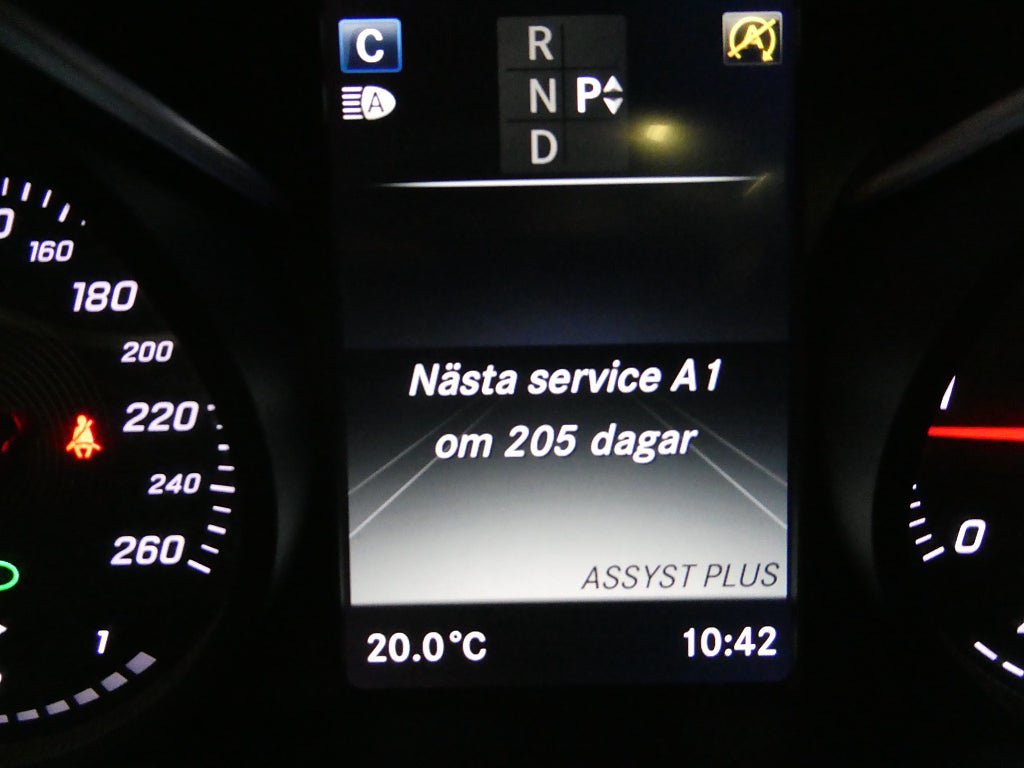 C
R
A
N P
A
D
160
180
200
220
240
260
1
Nästa service A1
om 205 dagar
ASSYST PLUS
20.0°C
10:42
1
0